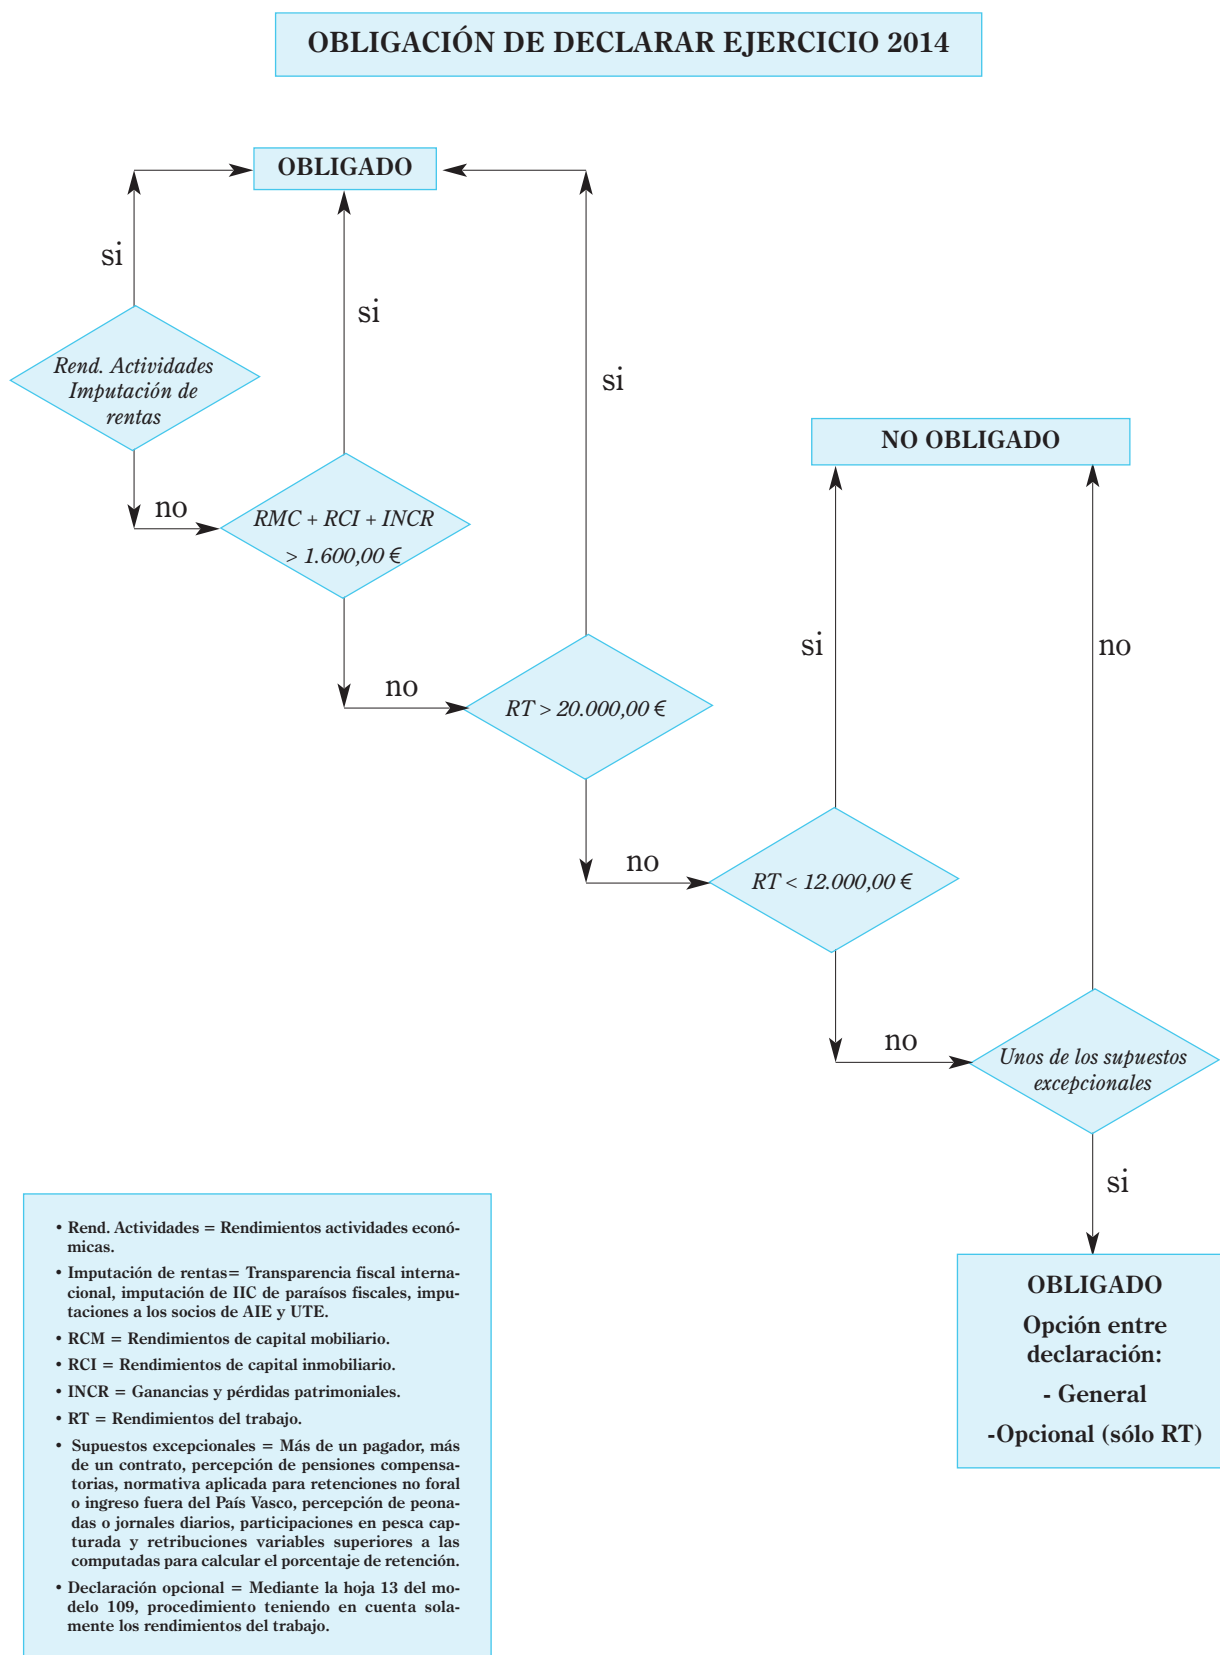 OBLIGACIÓN DE DECLARAR EJERCICIO 2014
OBLIGADO
si
si
si
Rend. Actividades
Imputación de
rentas
no
RMC + RCI + INCR
> 1.600,00 €
no
RT > 20.000,00 €
NO OBLIGADO
si
no
no
RT < 12.000,00 €
no
Unos de los supuestos
excepcionales
si
OBLIGADO
Opción entre
declaración:
- General
-Opcional (sólo RT)
• Rend. Actividades = Rendimientos actividades econó-
micas.
• Imputación de rentas= Transparencia fiscal interna-
cional, imputación de IIC de paraísos fiscales, impu-
taciones a los socios de AIE y UTE.
• RCM = Rendimientos de capital mobiliario.
• RCI = Rendimientos de capital inmobiliario.
• INCR = Ganancias y pérdidas patrimoniales.
• RT = Rendimientos del trabajo.
• Supuestos excepcionales = Más de un pagador, más
de un contrato, percepción de pensiones compensa-
torias, normativa aplicada para retenciones no foral
o ingreso fuera del País Vasco, percepción de peona-
das o jornales diarios, participaciones en pesca cap-
turada y retribuciones variables superiores a las
computadas para calcular el porcentaje de retención.
• Declaración opcional = Mediante la hoja 13 del mo-
delo 109, procedimiento teniendo en cuenta sola-
mente los rendimientos del trabajo.